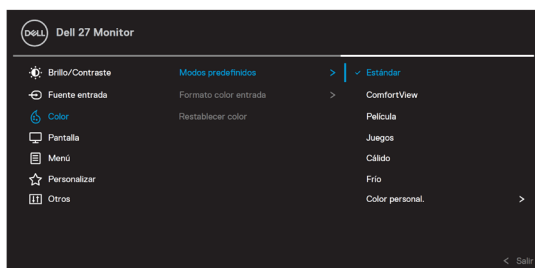 DELL Dell 27 Monitor
Brillo/Contraste Modos predefinidos > ✓ Estándar
Fuente entrada Formato color entrada > ComfortView
Color Restablecer color Película
Pantalla Juegos
Menú Cálido
Personalizar Frío
Otros Color personal. >
< Salir